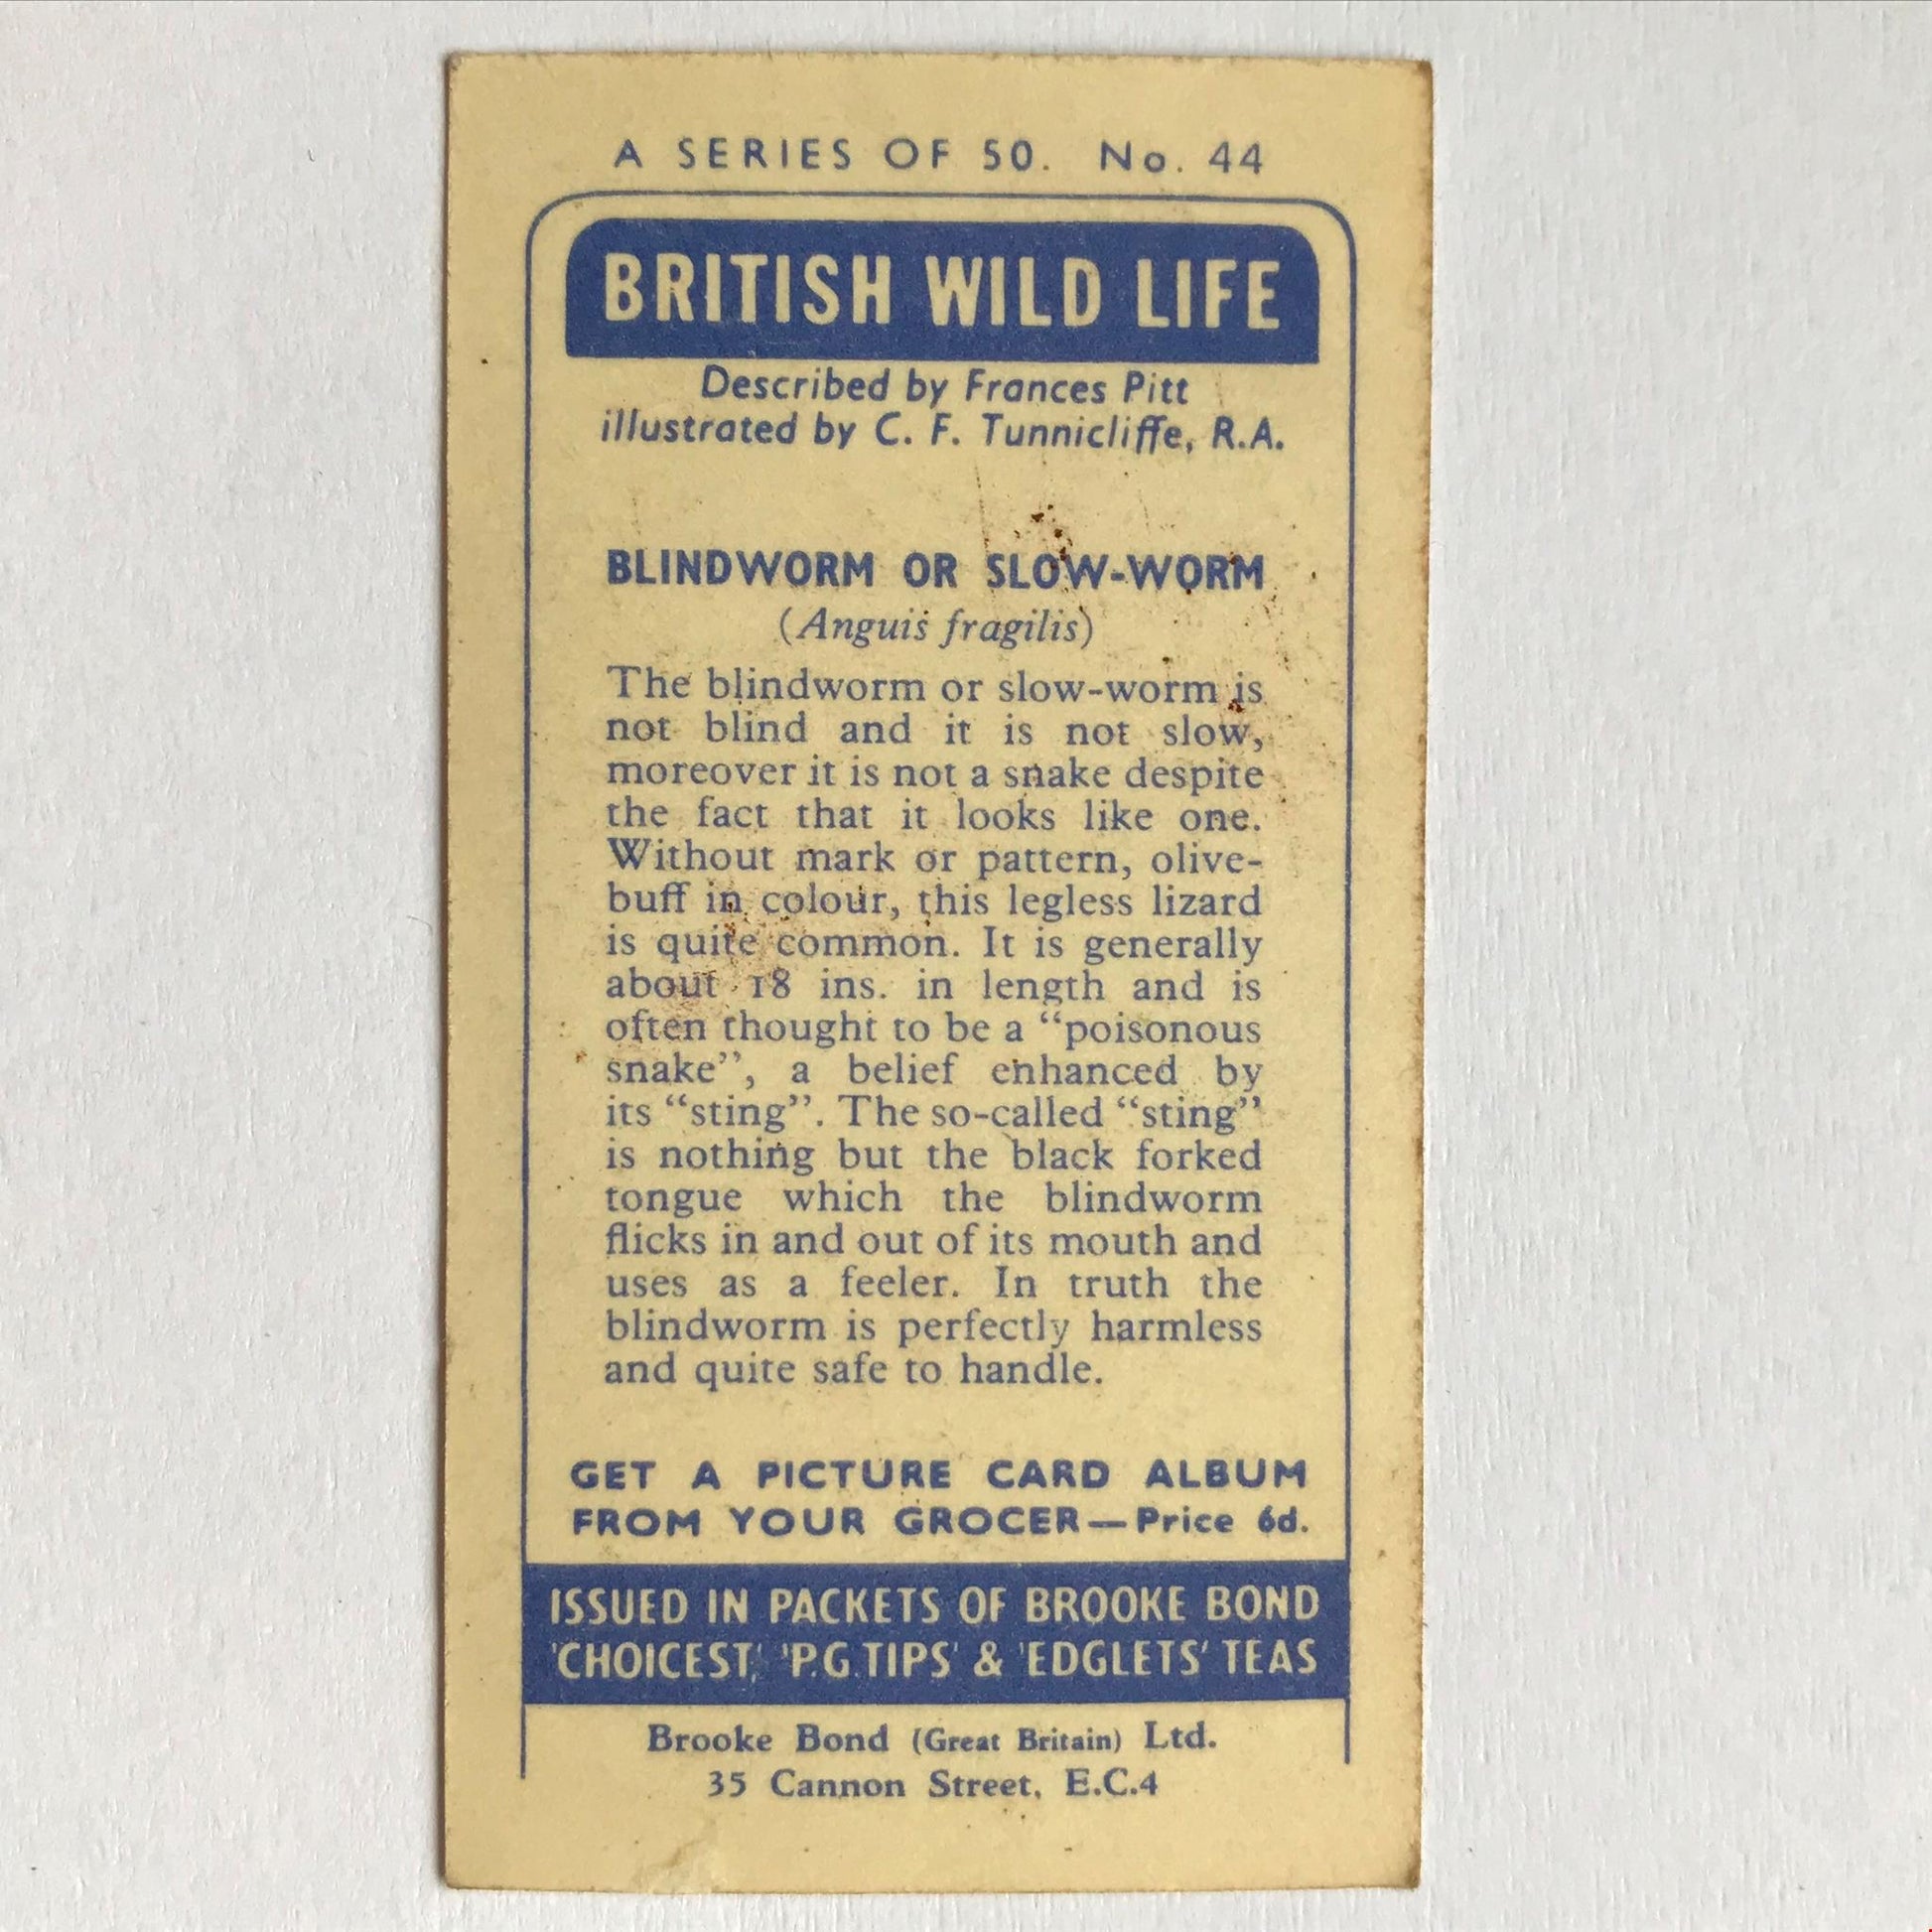 A SERIES OF 50. No. 44
BRITISH WILD LIFE
Described by Frances Pitt
illustrated by C. F. Tunnicliffe, R.A.
BLINDWORM OR SLOW-WORM
(Anguis fragilis)
The blindworm or slow-worm is
not blind and it is not slow,
moreover it is not a snake despite
the fact that it looks like one.
Without mark or pattern, olive-
buff in colour, this legless lizard
is quite common. It is generally
about 18 ins. in length and is
often thought to be a “poisonous
snake”, a belief enhanced by
its “sting”. The so-called “sting”
is nothing but the black forked
tongue which the blindworm
flicks in and out of its mouth and
uses as a feeler. In truth the
blindworm is perfectly harmless
and quite safe to handle.
GET A PICTURE CARD ALBUM
FROM YOUR GROCER—Price 6d.
ISSUED IN PACKETS OF BROOKE BOND
'CHOICEST,' 'P.G.TIPS' & 'EDGLETS' TEAS
Brooke Bond (Great Britain) Ltd.
35 Cannon Street, E.C.4